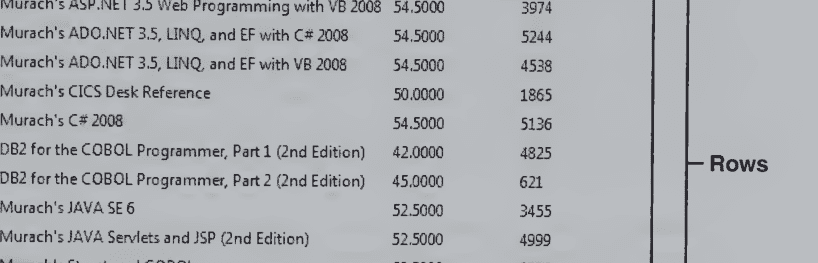 Murach's ASP.NET 3.5 Web Programming with VB 2008 54.5000 3974
Murach's ADO.NET 3.5, LINQ, and EF with C# 2008 54.5000 5244
Murach's ADO.NET 3.5, LINQ, and EF with VB 2008 54.5000 4538
Murach's CICS Desk Reference 50.0000 1865
Murach's C# 2008 54.5000 5136
DB2 for the COBOL Programmer, Part 1 (2nd Edition) 42.0000 4825
Rows
DB2 for the COBOL Programmer, Part 2 (2nd Edition) 45.0000 621
Murach's JAVA SE 6 52.5000 3455
Murach's JAVA Servlets and JSP (2nd Edition) 52.5000 4999